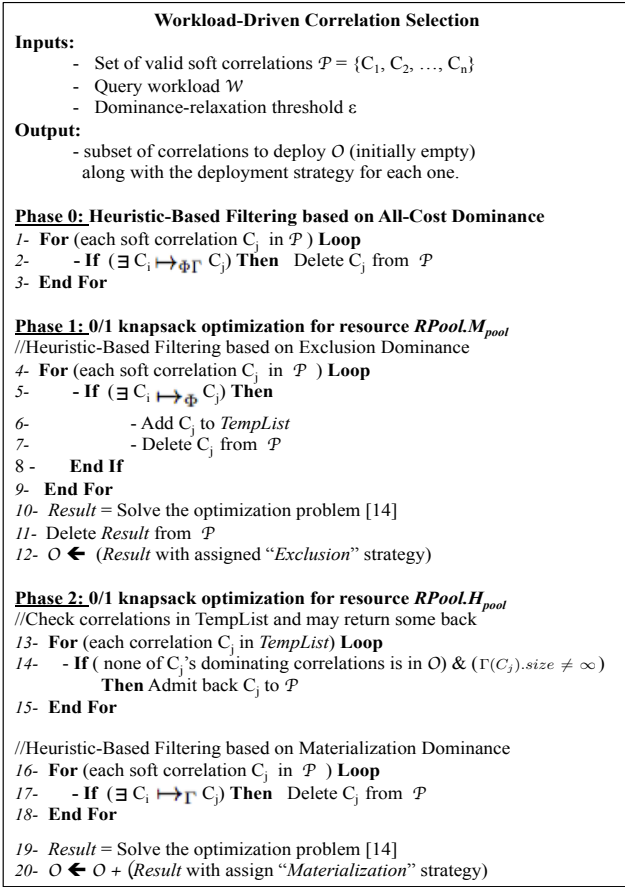 Workload-Driven Correlation Selection
Inputs:
- Set of valid soft correlations 𝒫 = {C₁, C₂, …, Cₙ}
- Query workload 𝒲
- Dominance-relaxation threshold ε
Output:
- subset of correlations to deploy 𝒪 (initially empty)
along with the deployment strategy for each one.
Phase 0: Heuristic-Based Filtering based on All-Cost Dominance
1- For (each soft correlation Cⱼ in 𝒫 ) Loop
2- - If (∃ Cᵢ ↦ΦΓ Cⱼ) Then Delete Cⱼ from 𝒫
3- End For
Phase 1: 0/1 knapsack optimization for resource RPool.Mpool
//Heuristic-Based Filtering based on Exclusion Dominance
4- For (each soft correlation Cⱼ in 𝒫 ) Loop
5- - If (∃ Cᵢ ↦Φ Cⱼ) Then
6- - Add Cⱼ to TempList
7- - Delete Cⱼ from 𝒫
8 - End If
9- End For
10- Result = Solve the optimization problem [14]
11- Delete Result from 𝒫
12- 𝒪 🡸 (Result with assigned “Exclusion” strategy)
Phase 2: 0/1 knapsack optimization for resource RPool.Hpool
//Check correlations in TempList and may return some back
13- For (each correlation Cⱼ in TempList) Loop
14- - If ( none of Cⱼ’s dominating correlations is in 𝒪) & (Γ(Cⱼ).size ≠ ∞)
Then Admit back Cⱼ to 𝒫
15- End For
//Heuristic-Based Filtering based on Materialization Dominance
16- For (each soft correlation Cⱼ in 𝒫 ) Loop
17- - If (∃ Cᵢ ↦Γ Cⱼ) Then Delete Cⱼ from 𝒫
18- End For
19- Result = Solve the optimization problem [14]
20- 𝒪 🡸 𝒪 + (Result with assign “Materialization” strategy)